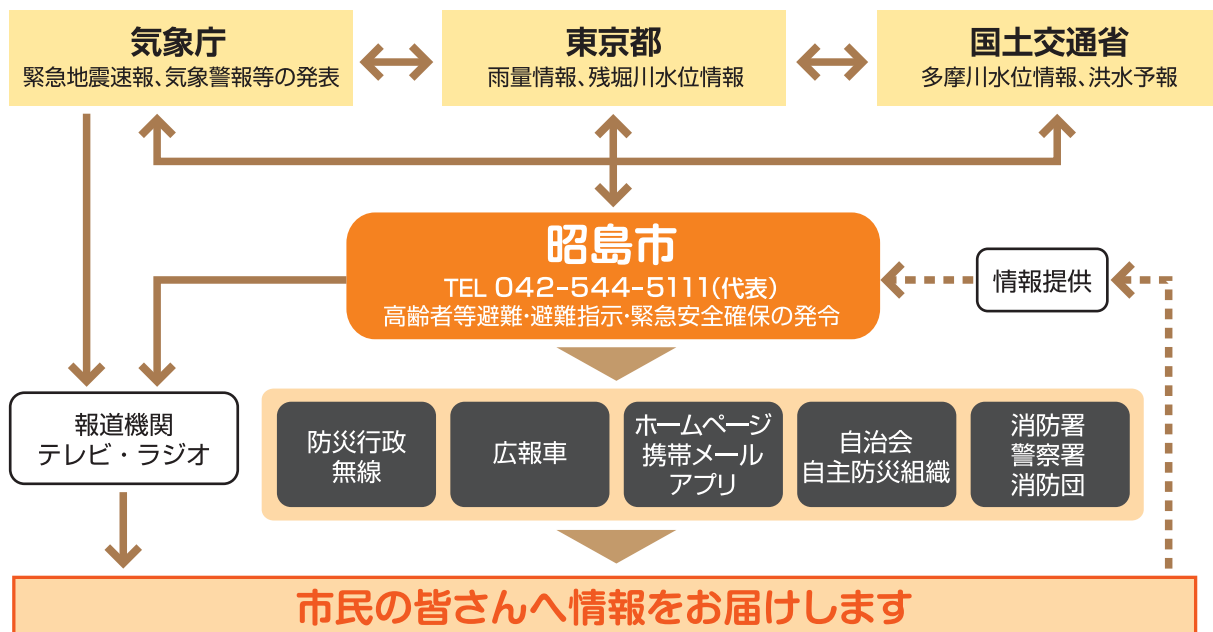 気象庁
緊急地震速報、気象警報等の発表
東京都
雨量情報、残堀川水位情報
国土交通省
多摩川水位情報、洪水予報
昭島市
TEL 042-544-5111(代表)
高齢者等避難・避難指示・緊急安全確保の発令
情報提供
報道機関
テレビ・ラジオ
防災行政
無線
広報車
ホームページ
携帯メール
アプリ
自治会
自主防災組織
消防署
警察署
消防団
市民の皆さんへ情報をお届けします